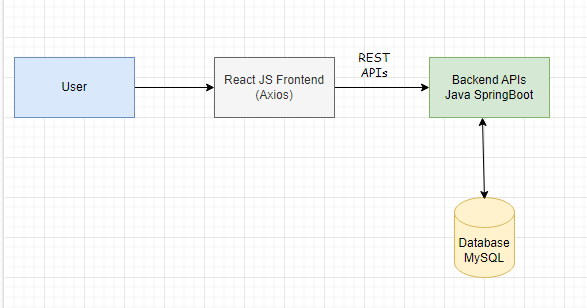 User
React JS Frontend
(Axios)
REST
APIs
Backend APIs
Java SpringBoot
Database
MySQL